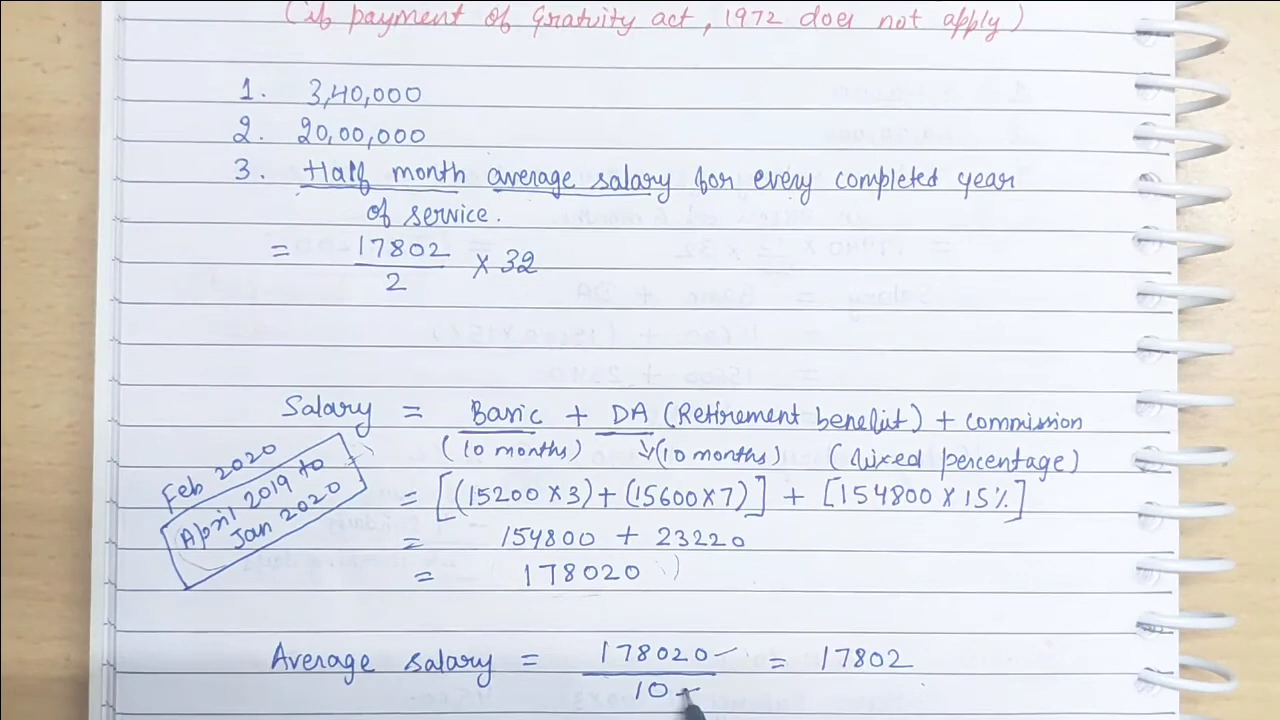 (if payment of Gratuity act, 1972 does not apply)
1. 3,40,000
2. 20,00,000
3. Half month average salary for every completed year
of service.
= 17802/2 × 32
Salary = Basic + DA (Retirement benefit) + commission
(10 months) ↓(10 months) (fixed percentage)
Feb 2020
April 2019 to
Jan 2020
= [(15200×3)+(15600×7)] + [154800×15%]
= 154800 + 23220
= 178020
Average salary = 178020/10 = 17802